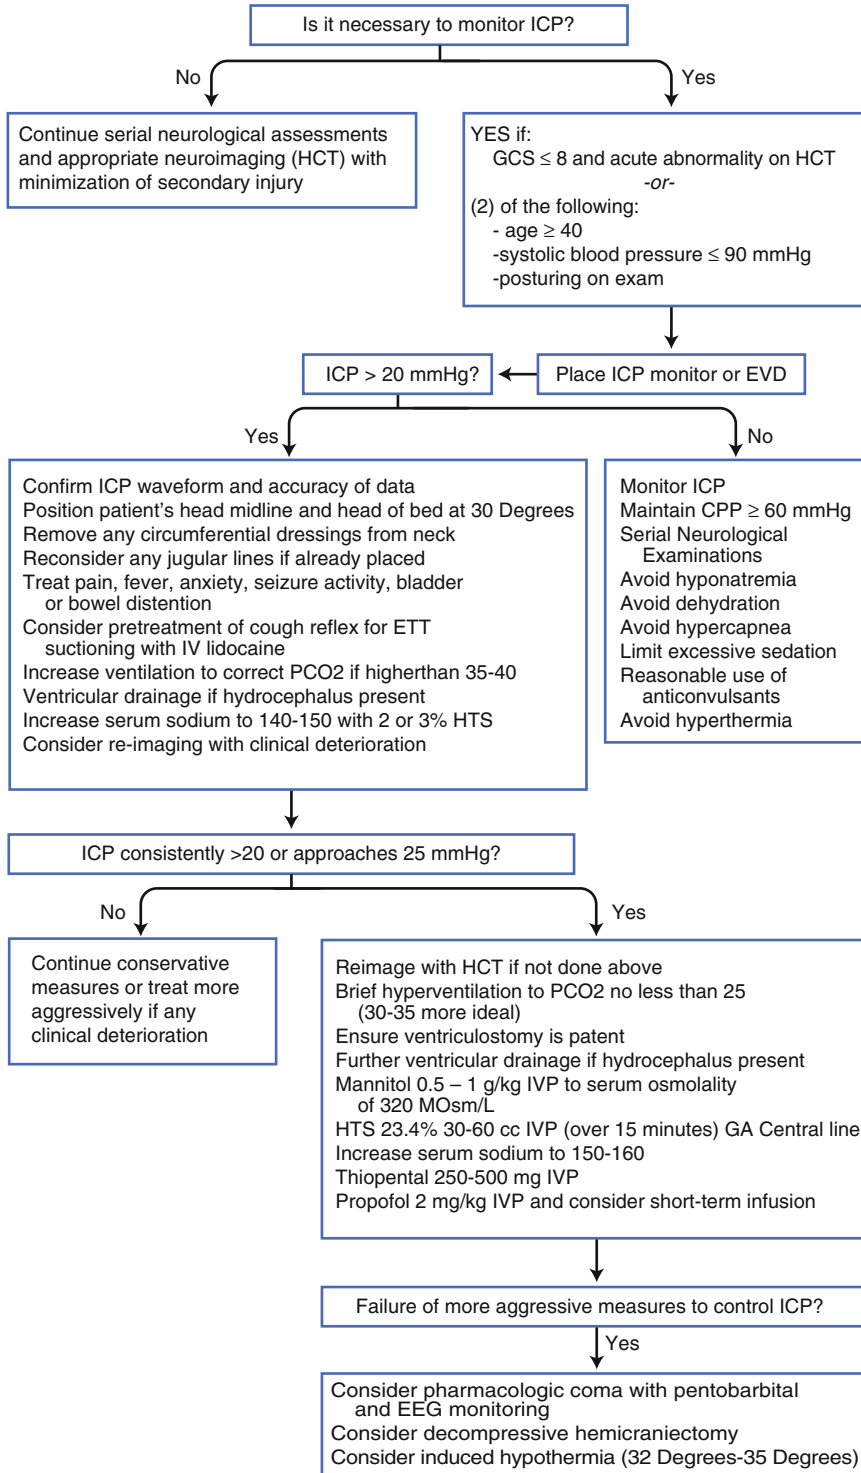 Is it necessary to monitor ICP?
No
Yes
Continue serial neurological assessments
and appropriate neuroimaging (HCT) with
minimization of secondary injury
YES if:
GCS ≤ 8 and acute abnormality on HCT
-or-
(2) of the following:
- age ≥ 40
-systolic blood pressure ≤ 90 mmHg
-posturing on exam
ICP > 20 mmHg?
Place ICP monitor or EVD
Yes
No
Confirm ICP waveform and accuracy of data
Position patient's head midline and head of bed at 30 Degrees
Remove any circumferential dressings from neck
Reconsider any jugular lines if already placed
Treat pain, fever, anxiety, seizure activity, bladder
or bowel distention
Consider pretreatment of cough reflex for ETT
suctioning with IV lidocaine
Increase ventilation to correct PCO2 if higherthan 35-40
Ventricular drainage if hydrocephalus present
Increase serum sodium to 140-150 with 2 or 3% HTS
Consider re-imaging with clinical deterioration
Monitor ICP
Maintain CPP ≥ 60 mmHg
Serial Neurological
Examinations
Avoid hyponatremia
Avoid dehydration
Avoid hypercapnea
Limit excessive sedation
Reasonable use of
anticonvulsants
Avoid hyperthermia
ICP consistently >20 or approaches 25 mmHg?
No
Yes
Continue conservative
measures or treat more
aggressively if any
clinical deterioration
Reimage with HCT if not done above
Brief hyperventilation to PCO2 no less than 25
(30-35 more ideal)
Ensure ventriculostomy is patent
Further ventricular drainage if hydrocephalus present
Mannitol 0.5 – 1 g/kg IVP to serum osmolality
of 320 MOsm/L
HTS 23.4% 30-60 cc IVP (over 15 minutes) GA Central line
Increase serum sodium to 150-160
Thiopental 250-500 mg IVP
Propofol 2 mg/kg IVP and consider short-term infusion
Failure of more aggressive measures to control ICP?
Yes
Consider pharmacologic coma with pentobarbital
and EEG monitoring
Consider decompressive hemicraniectomy
Consider induced hypothermia (32 Degrees-35 Degrees)